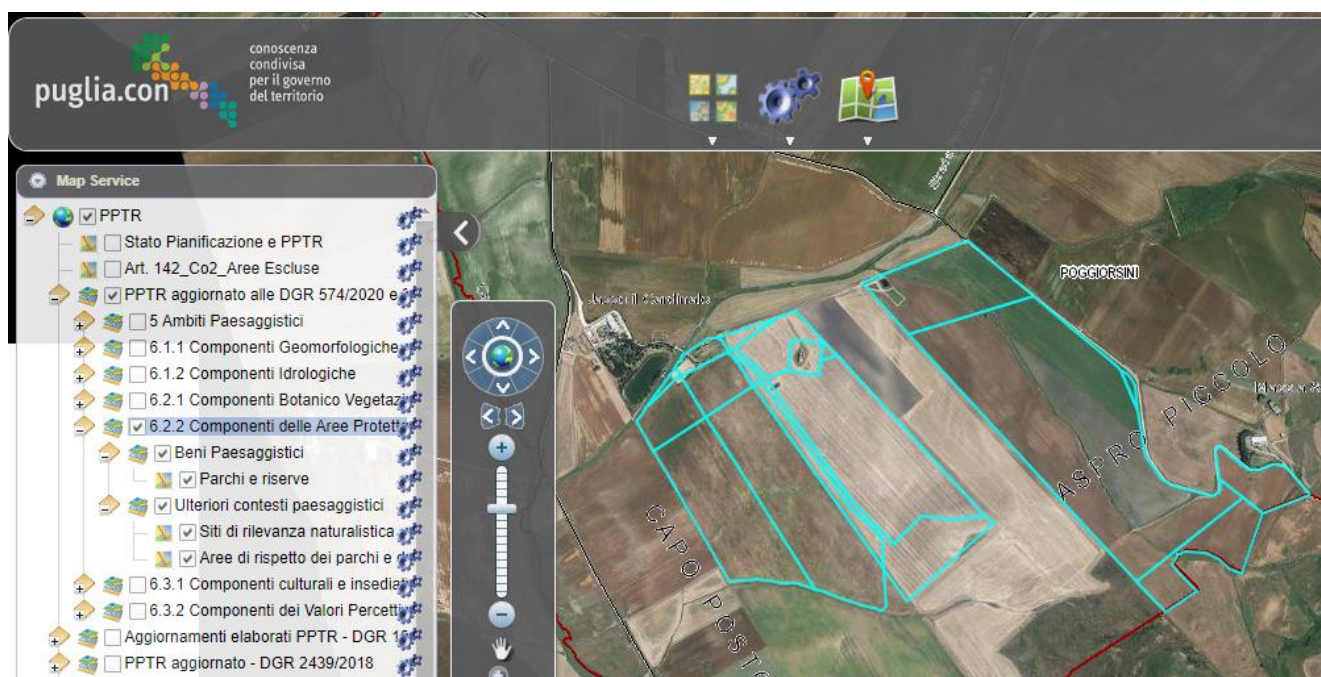 conoscenza
condivisa
per il governo
del territorio
puglia.con
Map Service
PPTR
Stato Pianificazione e PPTR
Art. 142_Co2_Aree Escluse
PPTR aggiornato alle DGR 574/2020 e
5 Ambiti Paesaggistici
6.1.1 Componenti Geomorfologiche
6.1.2 Componenti Idrologiche
6.2.1 Componenti Botanico Vegetazi
6.2.2 Componenti delle Aree Protett
Beni Paesaggistici
Parchi e riserve
Ulteriori contesti paesaggistici
Siti di rilevanza naturalistica
Aree di rispetto dei parchi e
6.3.1 Componenti culturali e insediat
6.3.2 Componenti dei Valori Percetti
Aggiornamenti elaborati PPTR - DGR
PPTR aggiornato - DGR 2439/2018
POGGIORSINI
ASPRO PICCOLO
CAPO POSTO